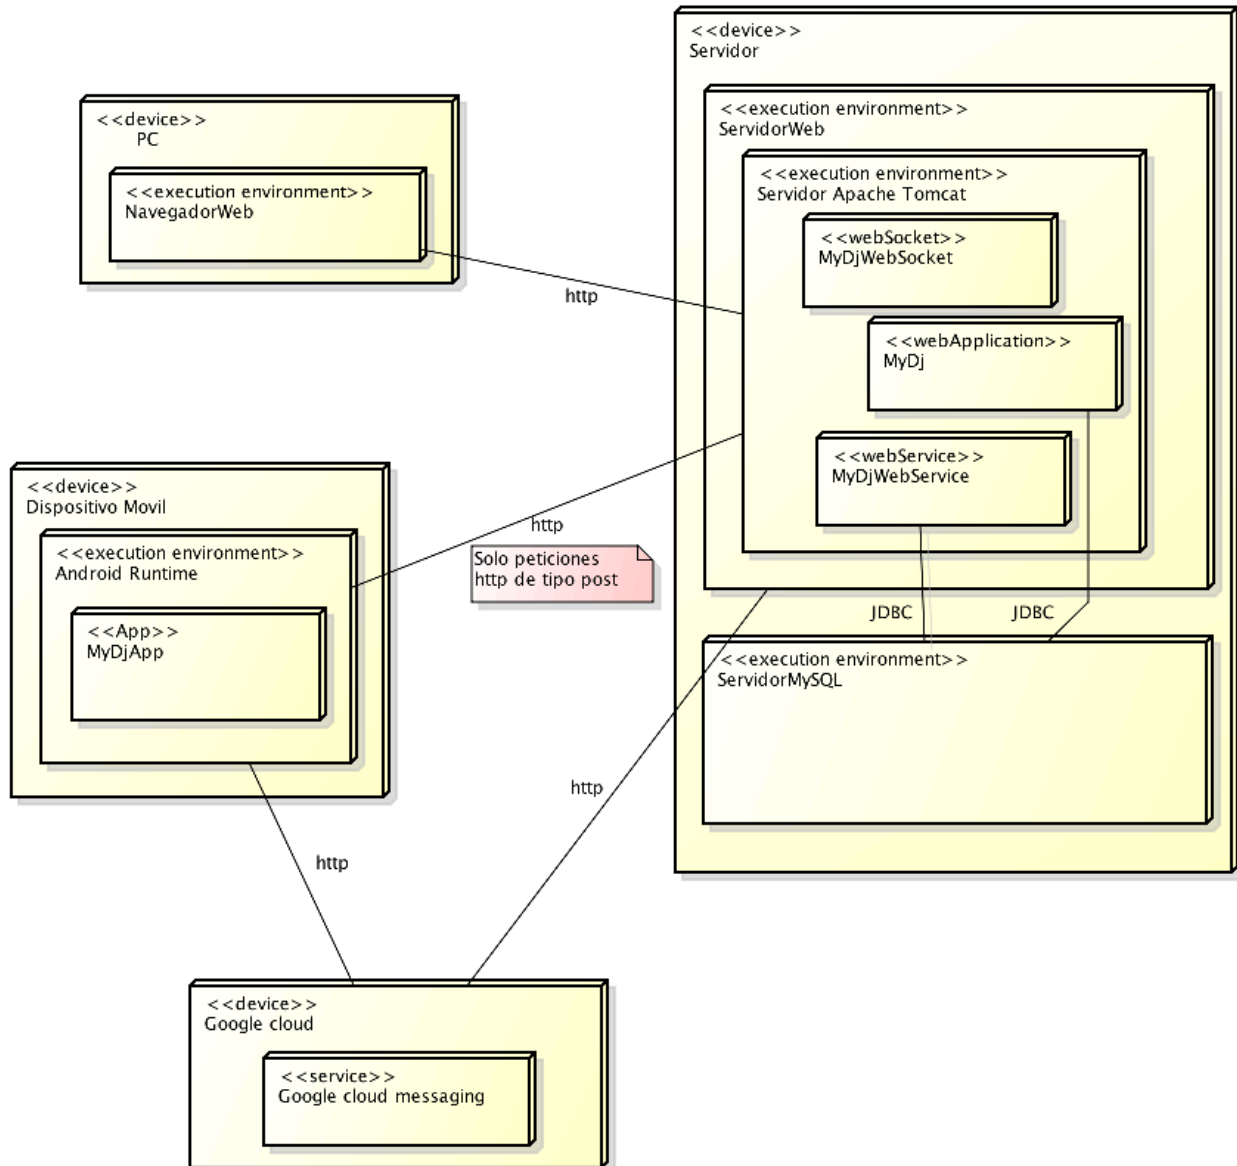 <<device>>
Servidor
<<execution environment>>
ServidorWeb
<<execution environment>>
Servidor Apache Tomcat
<<webSocket>>
MyDjWebSocket
<<webApplication>>
MyDj
<<webService>>
MyDjWebService
JDBC
JDBC
<<execution environment>>
ServidorMySQL
<<device>>
PC
<<execution environment>>
NavegadorWeb
http
<<device>>
Dispositivo Movil
<<execution environment>>
Android Runtime
<<App>>
MyDjApp
http
Solo peticiones
http de tipo post
http
http
<<device>>
Google cloud
<<service>>
Google cloud messaging